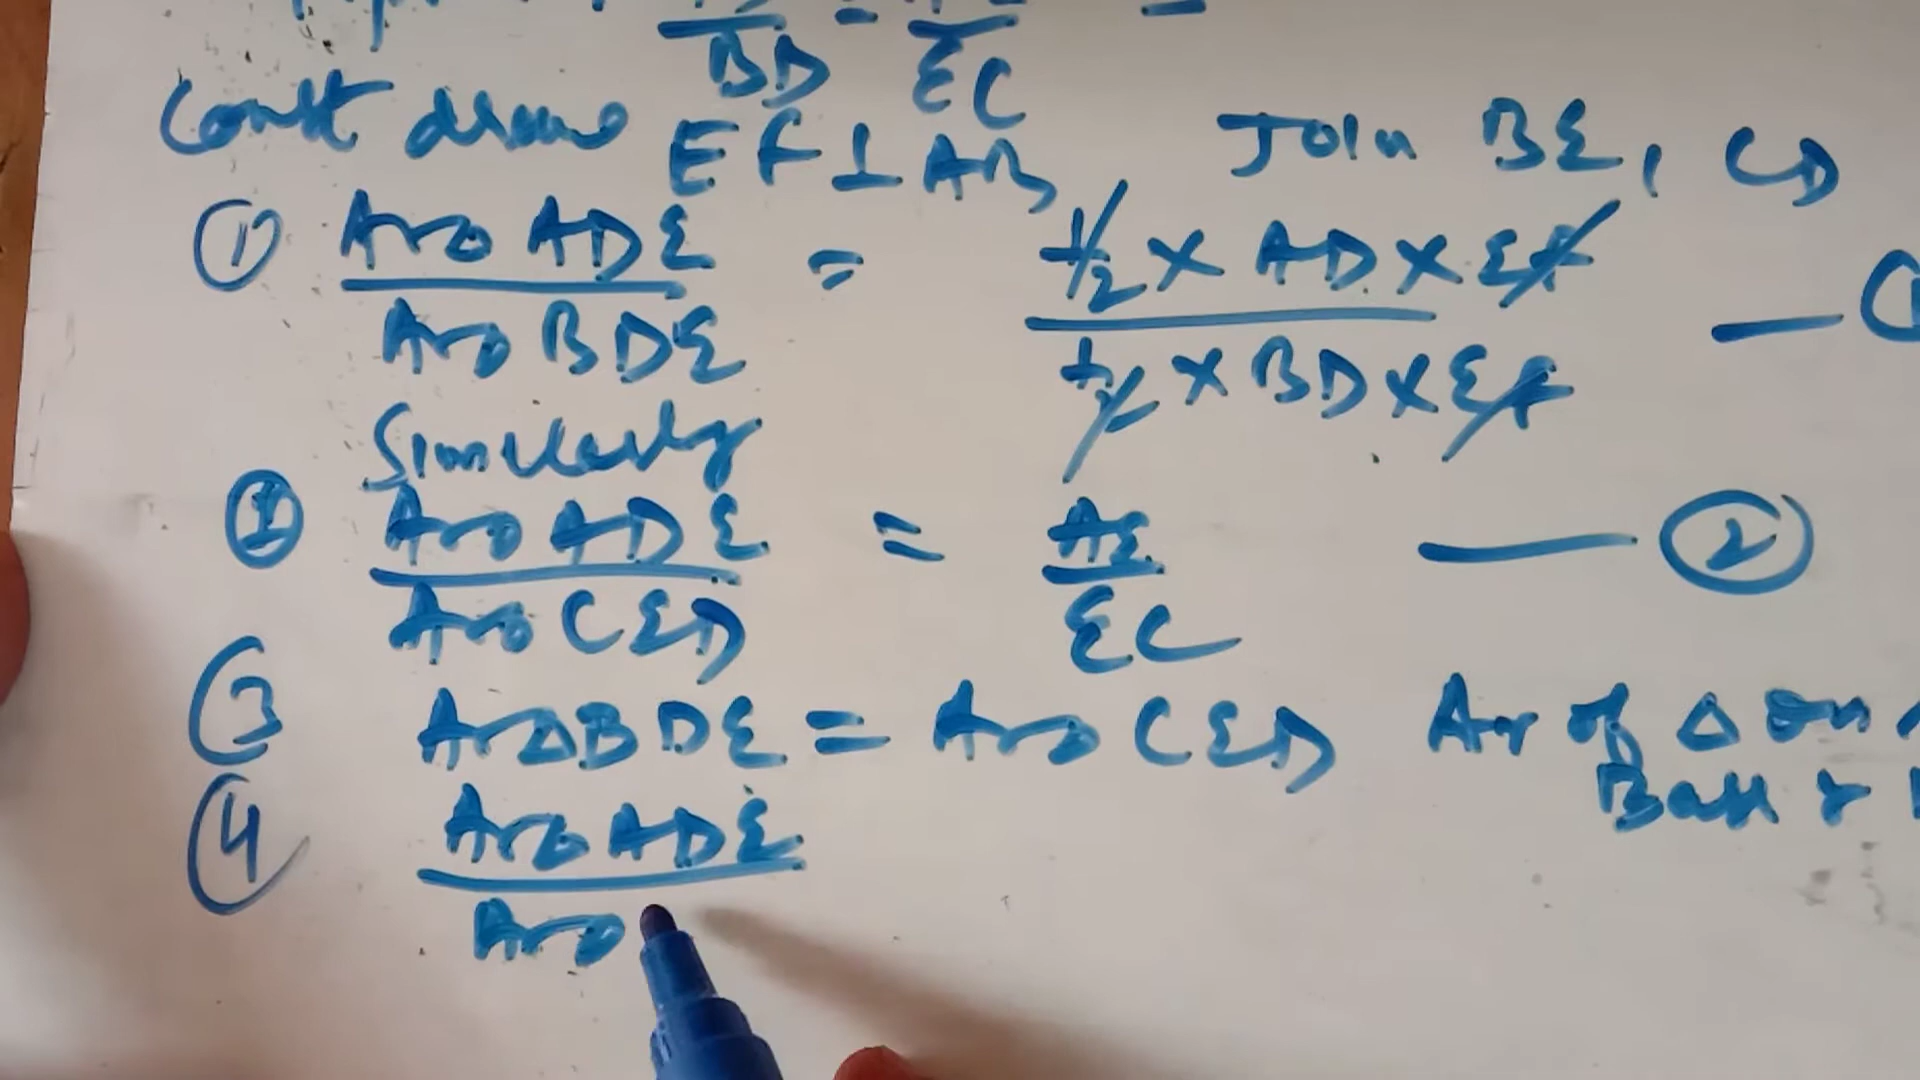 BD = EC
Const draw EF ⊥ AB Join BE, CD
① Ar△ ADE / Ar△ BDE = 1/2 × AD × EF / 1/2 × BD × EF — ①
Similarly
② Ar△ ADE / Ar△ CED = AE / EC — ②
③ Ar△BDE = Ar△ CED Ar of △ on
Base &
④ Ar△ ADE / Ar△